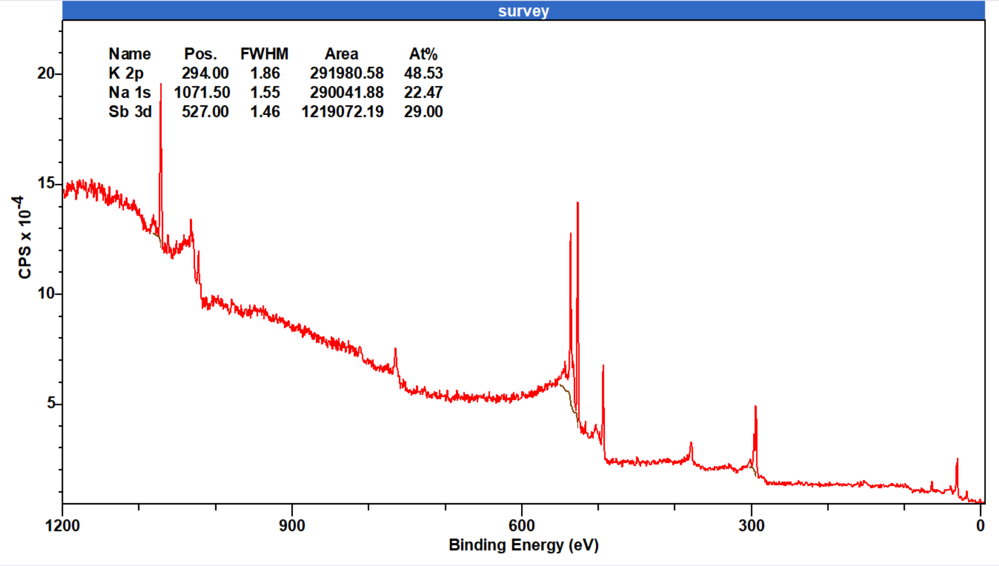 survey
Name Pos. FWHM Area At%
K 2p 294.00 1.86 291980.58 48.53
Na 1s 1071.50 1.55 290041.88 22.47
Sb 3d 527.00 1.46 1219072.19 29.00
20
15
10
5
CPS x 10-4
1200 900 600 300 0
Binding Energy (eV)